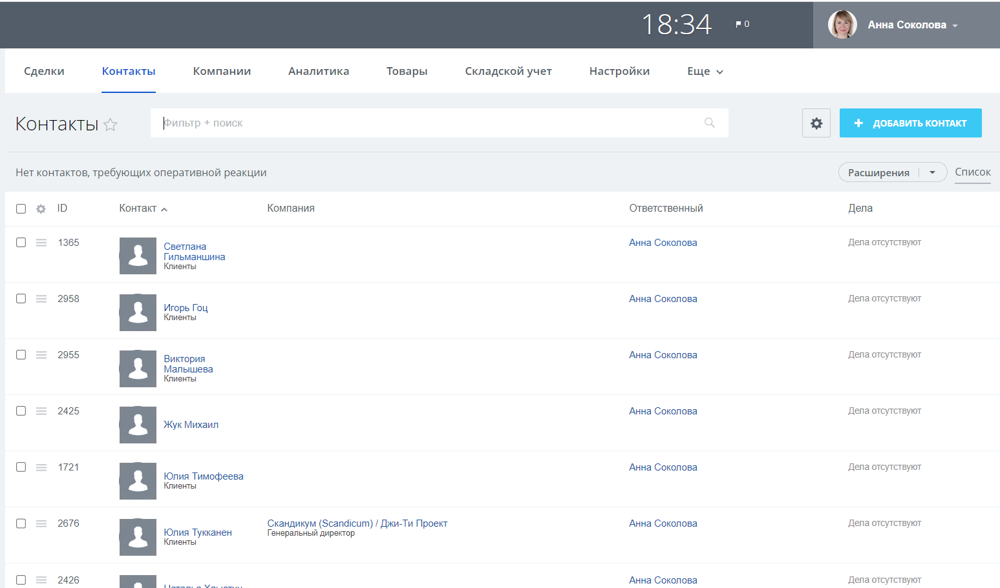 18:34 0 Анна Соколова
Сделки Контакты Компании Аналитика Товары Складской учет Настройки Еще
Контакты Фильтр + поиск + ДОБАВИТЬ КОНТАКТ
Нет контактов, требующих оперативной реакции Расширения Список
ID Контакт Компания Ответственный Дела
1365 Светлана Гильманшина Клиенты Анна Соколова Дела отсутствуют
2958 Игорь Гоц Клиенты Анна Соколова Дела отсутствуют
2955 Виктория Малышева Клиенты Анна Соколова Дела отсутствуют
2425 Жук Михаил Анна Соколова Дела отсутствуют
1721 Юлия Тимофеева Клиенты Анна Соколова Дела отсутствуют
2676 Юлия Тукканен Клиенты Скандикум (Scandicum) / Джи-Ти Проект Генеральный директор Анна Соколова Дела отсутствуют
2426 Наталья Анна Соколова Дела отсутствуют